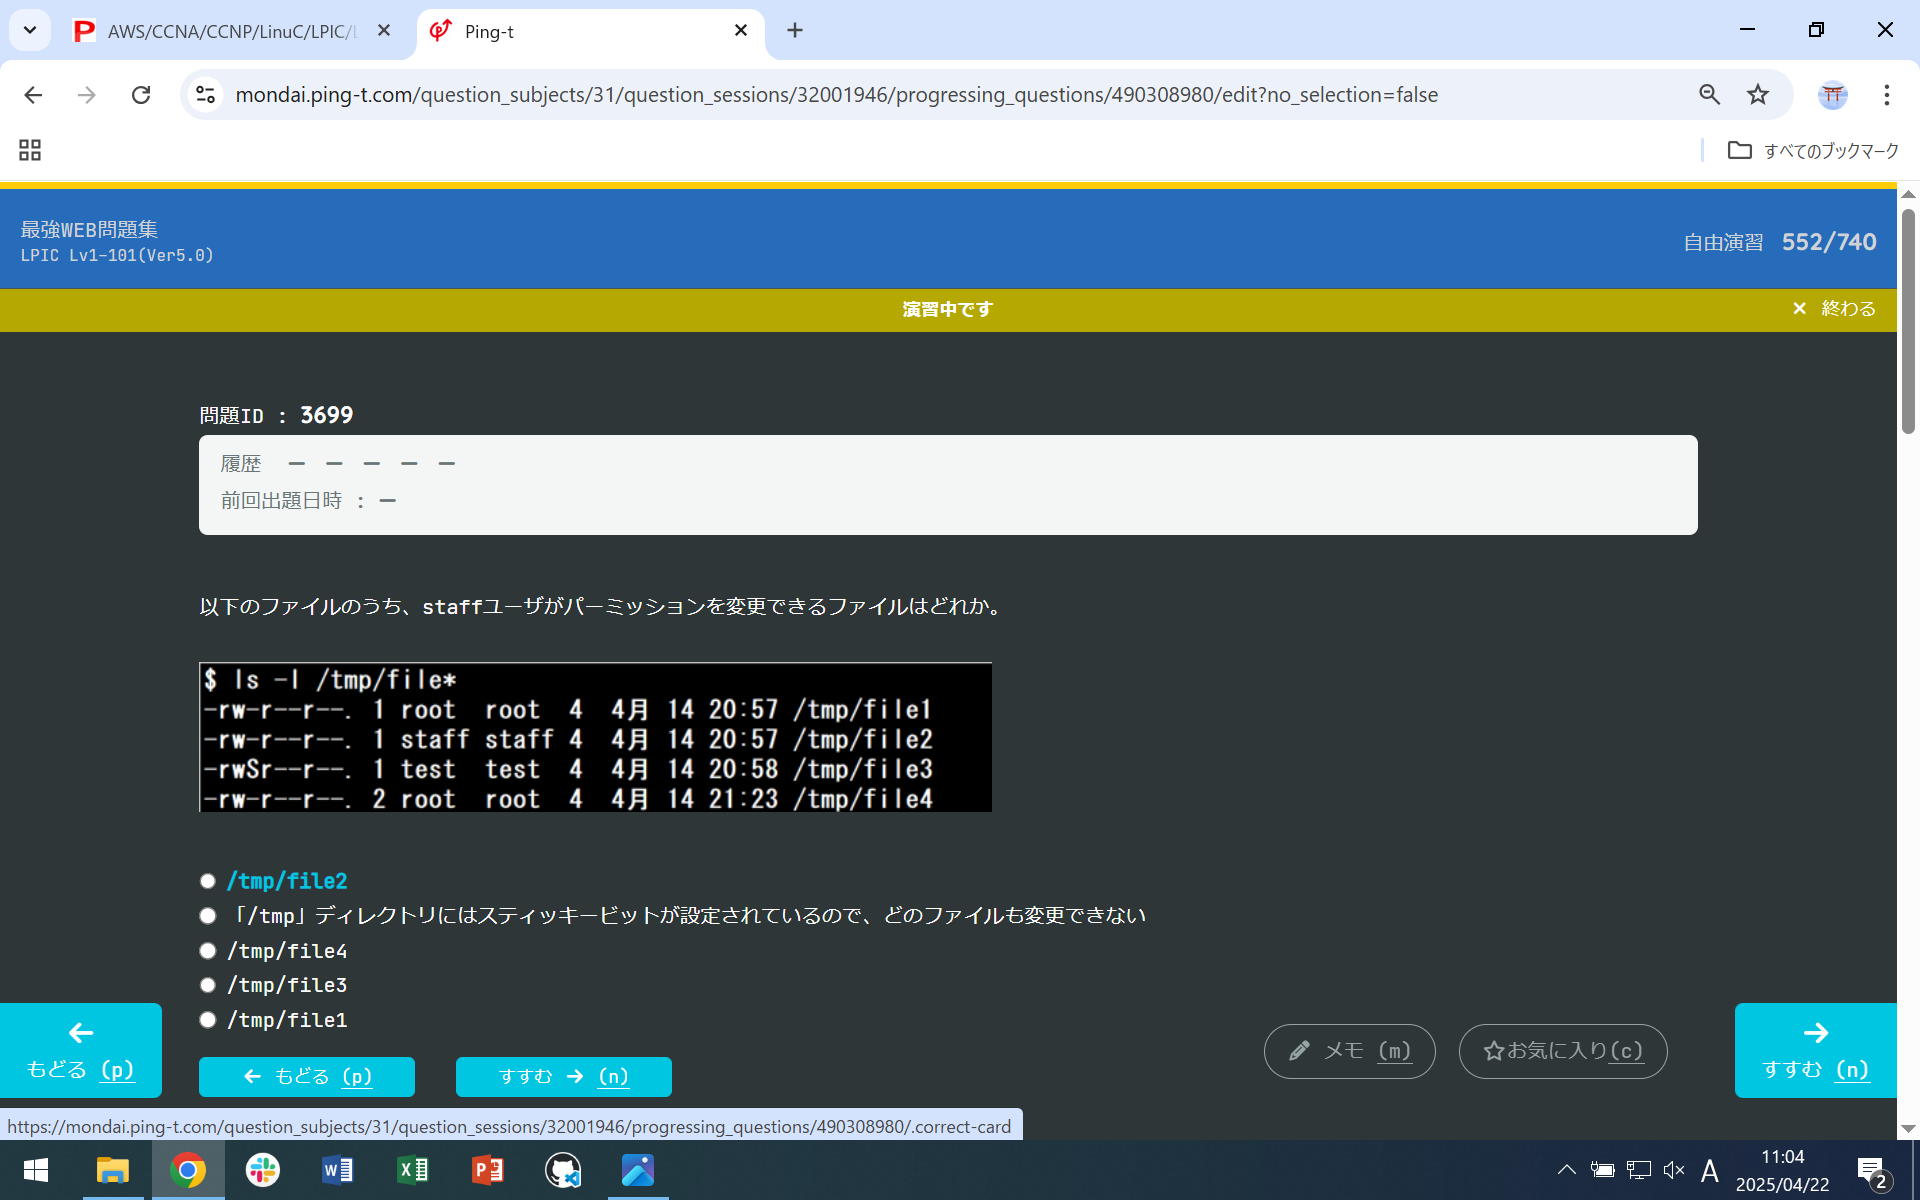 AWS/CCNA/CCNP/LinuC/LPIC/
Ping-t
mondai.ping-t.com/question_subjects/31/question_sessions/32001946/progressing_questions/490308980/edit?no_selection=false
すべてのブックマーク
最強WEB問題集
LPIC Lv1-101(Ver5.0)
自由演習 552/740
演習中です
× 終わる
問題ID : 3699
履歴 ー ー ー ー ー
前回出題日時 : ー
以下のファイルのうち、staffユーザがパーミッションを変更できるファイルはどれか。
$ ls -l /tmp/file*
-rw-r--r--. 1 root root 4 4月 14 20:57 /tmp/file1
-rw-r--r--. 1 staff staff 4 4月 14 20:57 /tmp/file2
-rwSr--r--. 1 test test 4 4月 14 20:58 /tmp/file3
-rw-r--r--. 2 root root 4 4月 14 21:23 /tmp/file4
/tmp/file2
「/tmp」ディレクトリにはスティッキービットが設定されているので、どのファイルも変更できない
/tmp/file4
/tmp/file3
/tmp/file1
← もどる (p)
← もどる (p)
すすむ → (n)
メモ (m)
☆お気に入り(c)
→ すすむ (n)
https://mondai.ping-t.com/question_subjects/31/question_sessions/32001946/progressing_questions/490308980/.correct-card
A
11:04
2025/04/22
2